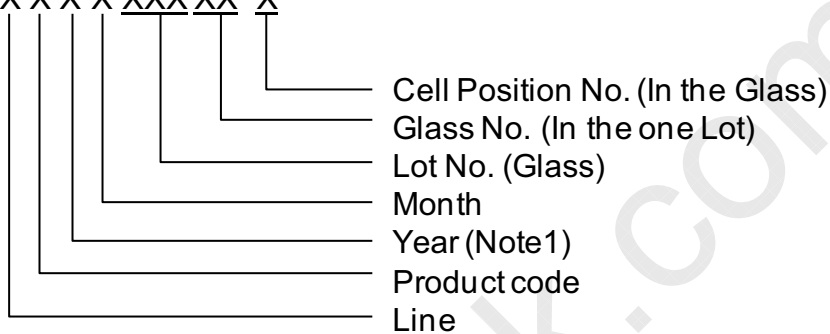 X X X X XXX XX X
Cell Position No. (In the Glass)
Glass No. (In the one Lot)
Lot No. (Glass)
Month
Year (Note1)
Product code
Line